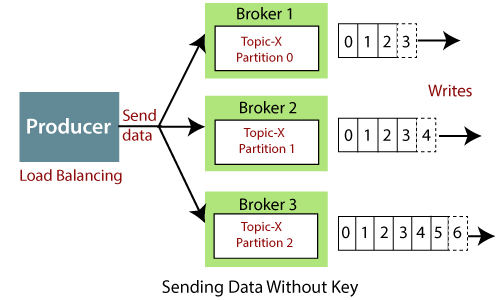 Broker 1
Topic-X
Partition 0
0 1 2 3
Writes
Producer
Send
data
Load Balancing
Broker 2
Topic-X
Partition 1
0 1 2 3 4
Broker 3
Topic-X
Partition 2
0 1 2 3 4 5 6
Sending Data Without Key